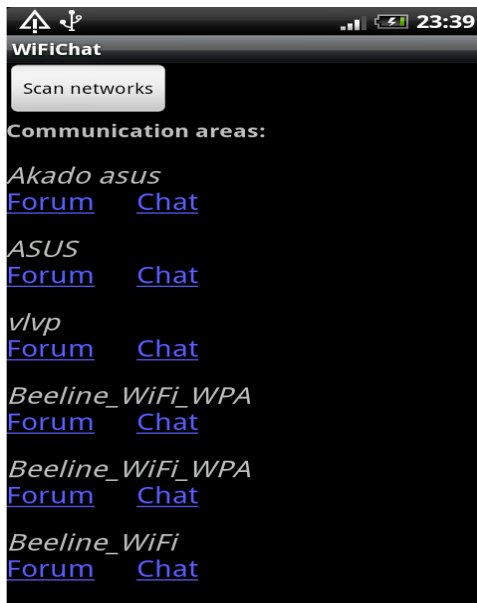 23:39
WiFiChat
Scan networks
Communication areas:
Akado asus
Forum Chat
ASUS
Forum Chat
vlvp
Forum Chat
Beeline_WiFi_WPA
Forum Chat
Beeline_WiFi_WPA
Forum Chat
Beeline_WiFi
Forum Chat